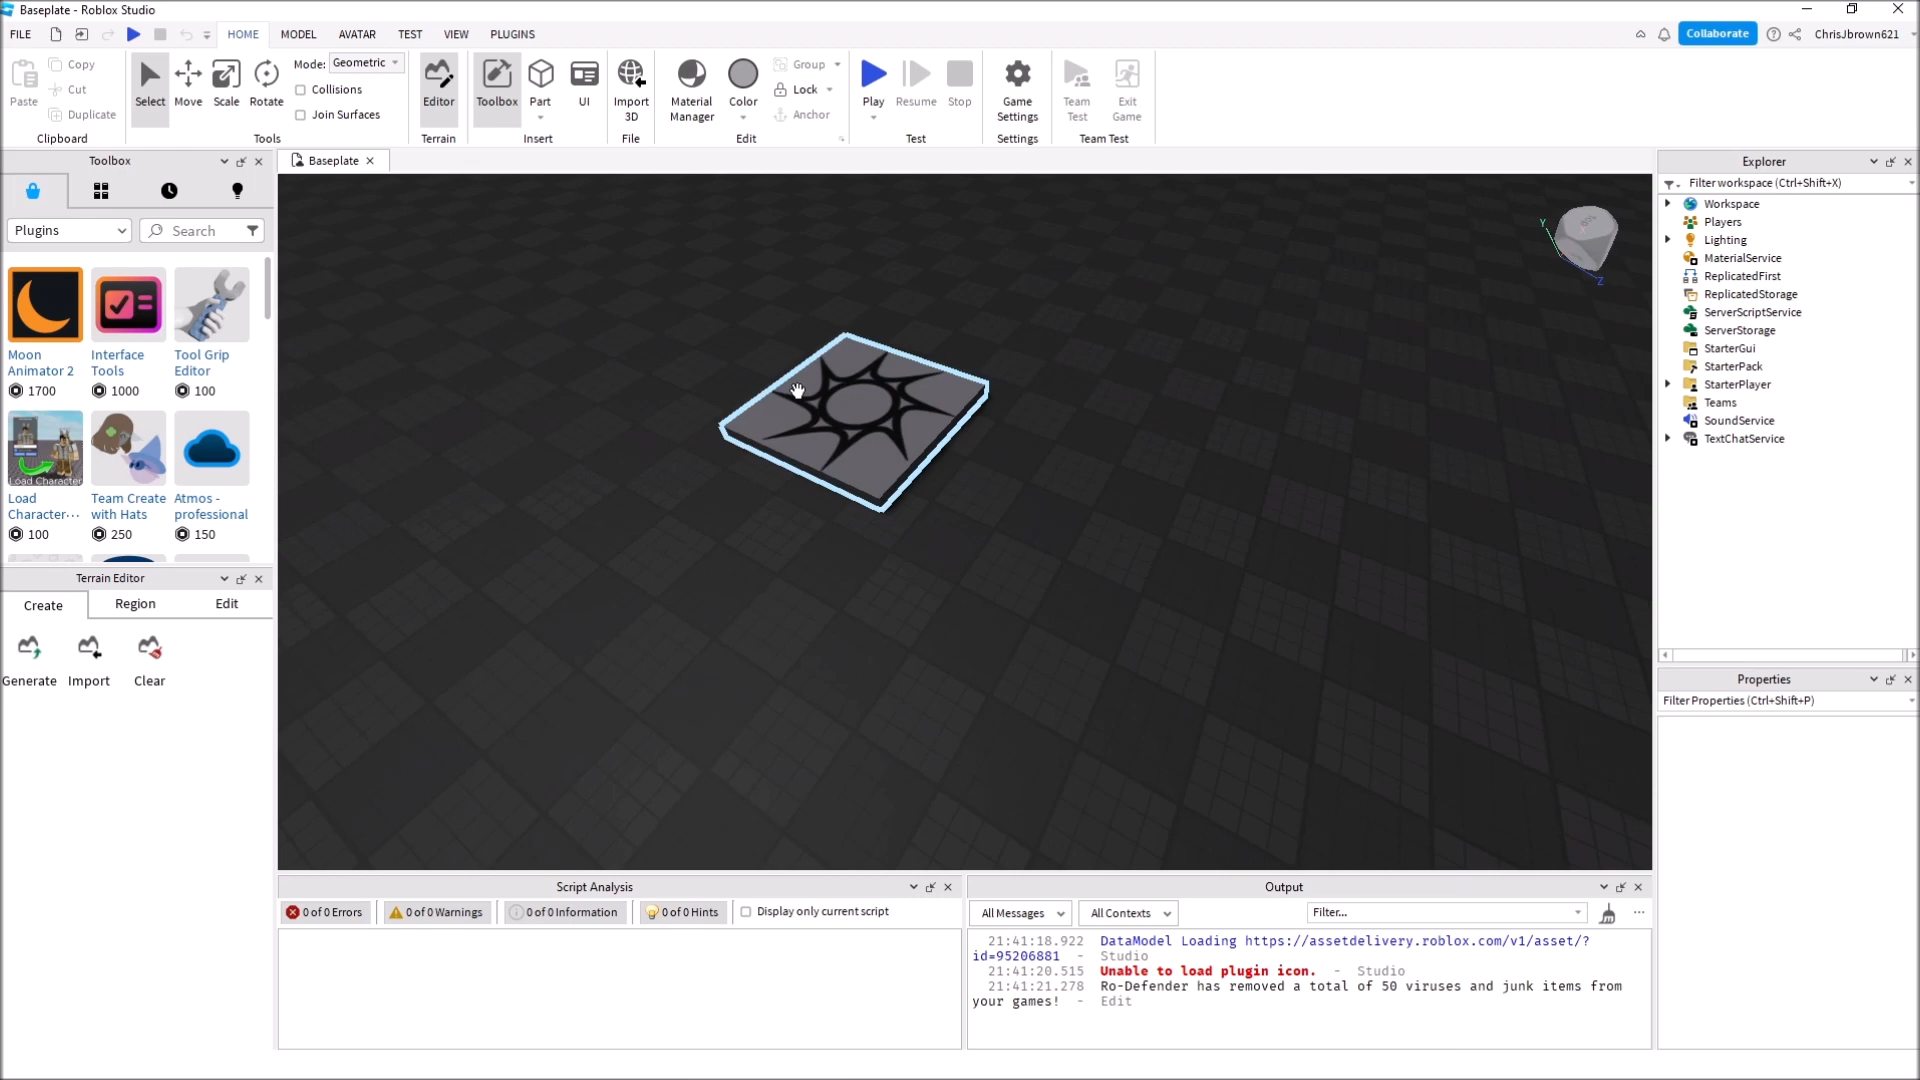 Baseplate - Roblox Studio
FILE
HOME
MODEL
AVATAR
TEST
VIEW
PLUGINS
Collaborate
ChrisJbrown621
Paste
Copy
Cut
Duplicate
Clipboard
Select
Move
Scale
Rotate
Mode:
Geometric
Collisions
Join Surfaces
Tools
Editor
Terrain
Toolbox
Part
UI
Insert
Import
3D
File
Material
Manager
Color
Group
Lock
Anchor
Edit
Play
Resume
Stop
Test
Game
Settings
Settings
Team
Test
Exit
Game
Team Test
Toolbox
Plugins
Search
Moon
Animator 2
1700
Interface
Tools
1000
Tool Grip
Editor
100
Load Character
Load
Character···
100
Team Create
with Hats
250
Atmos -
professional
150
Terrain Editor
Create
Region
Edit
Generate
Import
Clear
Baseplate
Y
Z
Script Analysis
0 of 0 Errors
0 of 0 Warnings
0 of 0 Information
0 of 0 Hints
Display only current script
Output
All Messages
All Contexts
Filter...
21:41:18.922 DataModel Loading https://assetdelivery.roblox.com/v1/asset/?
id=95206881 - Studio
21:41:20.515 Unable to load plugin icon. - Studio
21:41:21.278 Ro-Defender has removed a total of 50 viruses and junk items from
your games! - Edit
Explorer
Filter workspace (Ctrl+Shift+X)
Workspace
Players
Lighting
MaterialService
ReplicatedFirst
ReplicatedStorage
ServerScriptService
ServerStorage
StarterGui
StarterPack
StarterPlayer
Teams
SoundService
TextChatService
Properties
Filter Properties (Ctrl+Shift+P)